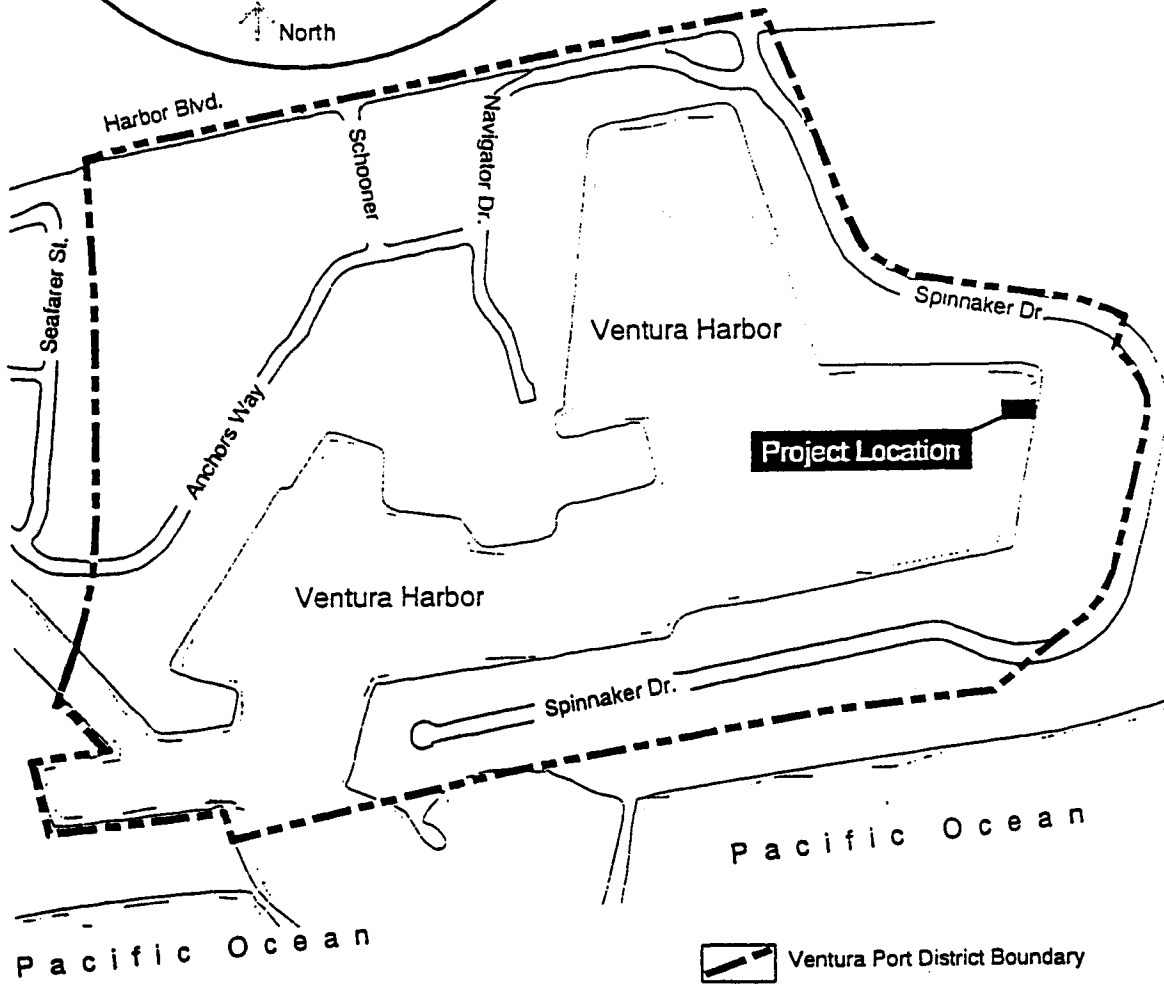 North
Harbor Blvd.
Schooner
Navigator Dr.
Seafarer St.
Spinnaker Dr
Ventura Harbor
Anchors Way
Project Location
Ventura Harbor
Spinnaker Dr.
Pacific Ocean
Pacific Ocean
Ventura Port District Boundary